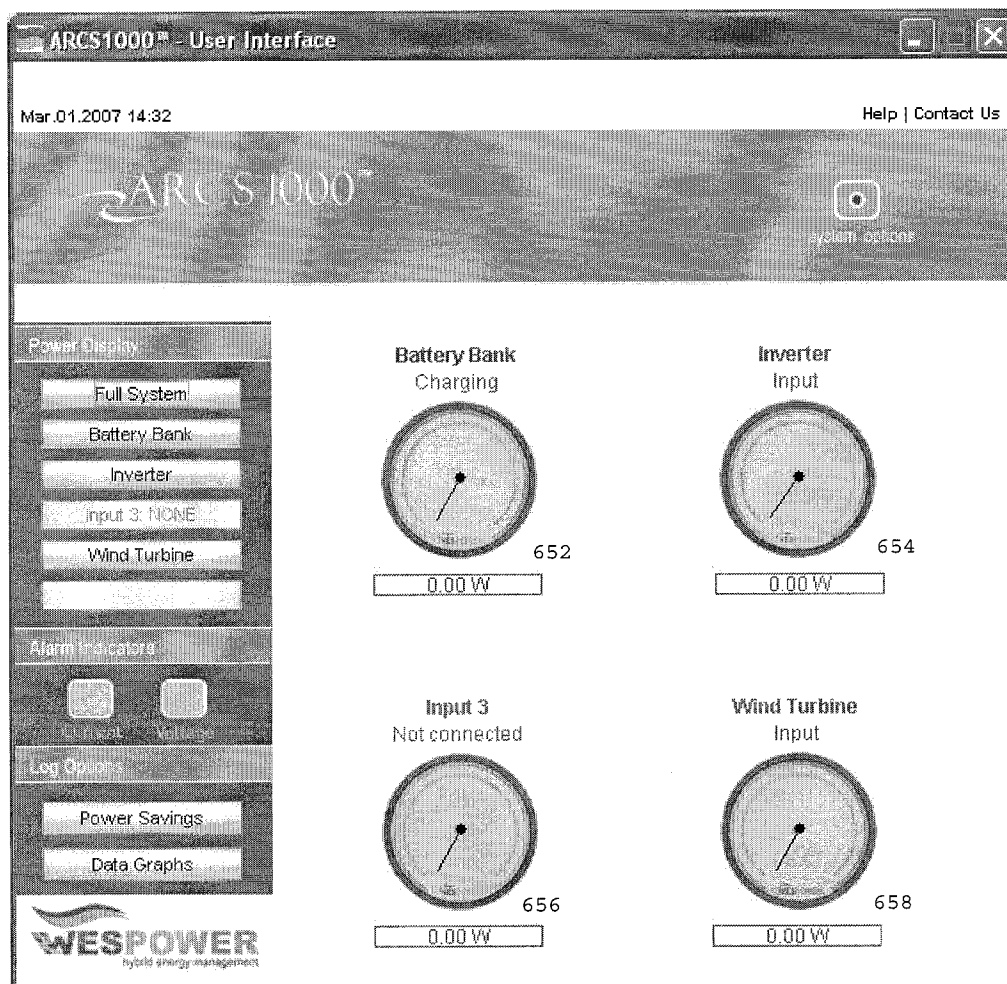 ARCS1000™ - User Interface
Mar.01.2007 14:32
Help | Contact Us
ARCS1000™
system options
Power Display
Full System
Battery Bank
Inverter
Input 3: NONE
Wind Turbine
Alarm Indicators
Current
Voltage
Log Options
Power Savings
Data Graphs
WESPOWER
hybrid energy management
Battery Bank
Charging
652
0.00 W
Inverter
Input
654
0.00 W
Input 3
Not connected
656
0.00 W
Wind Turbine
Input
658
0.00 W